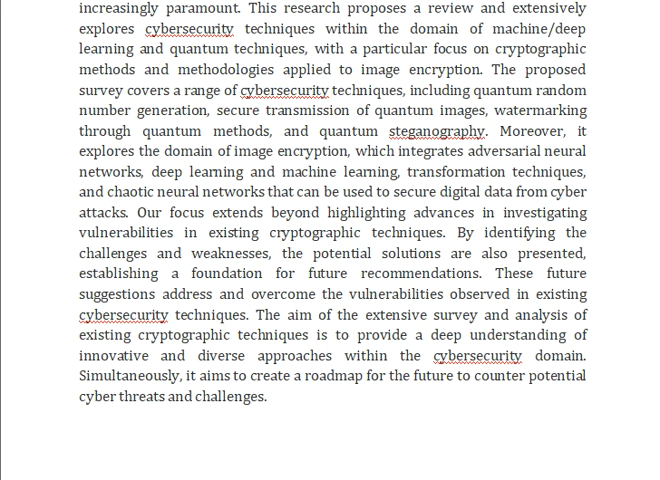 increasingly paramount. This research proposes a review and extensively
explores cybersecurity techniques within the domain of machine/deep
learning and quantum techniques, with a particular focus on cryptographic
methods and methodologies applied to image encryption. The proposed
survey covers a range of cybersecurity techniques, including quantum random
number generation, secure transmission of quantum images, watermarking
through quantum methods, and quantum steganography. Moreover, it
explores the domain of image encryption, which integrates adversarial neural
networks, deep learning and machine learning, transformation techniques,
and chaotic neural networks that can be used to secure digital data from cyber
attacks. Our focus extends beyond highlighting advances in investigating
vulnerabilities in existing cryptographic techniques. By identifying the
challenges and weaknesses, the potential solutions are also presented,
establishing a foundation for future recommendations. These future
suggestions address and overcome the vulnerabilities observed in existing
cybersecurity techniques. The aim of the extensive survey and analysis of
existing cryptographic techniques is to provide a deep understanding of
innovative and diverse approaches within the cybersecurity domain.
Simultaneously, it aims to create a roadmap for the future to counter potential
cyber threats and challenges.